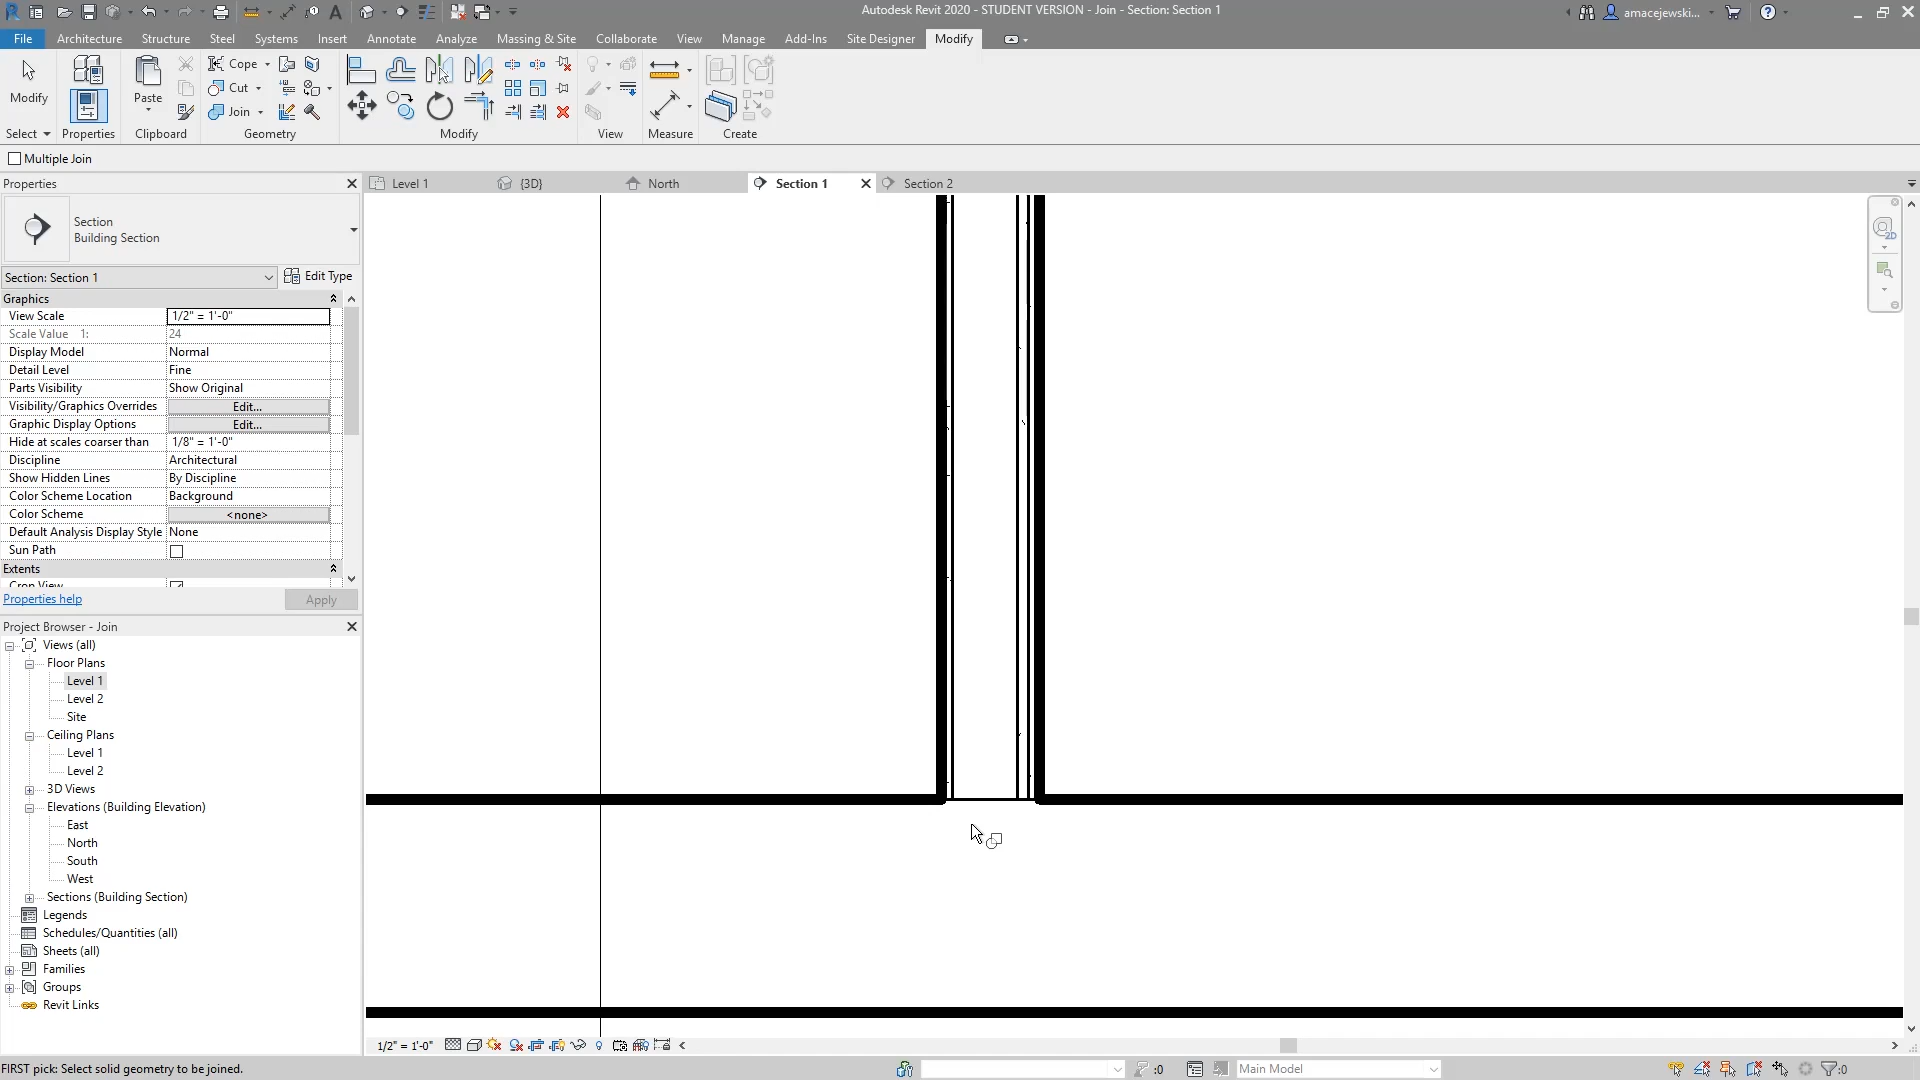 Autodesk Revit 2020 - STUDENT VERSION - Join - Section: Section 1
amacejewski...
File Architecture Structure Steel Systems Insert Annotate Analyze Massing & Site Collaborate View Manage Add-Ins Site Designer Modify
Cope
Cut
Join
Modify Paste
Select Properties Clipboard Geometry Modify View Measure Create
Multiple Join
Properties
Level 1 {3D} North Section 1 Section 2
Section
Building Section
Section: Section 1 Edit Type
Graphics
View Scale 1/2" = 1'-0"
Scale Value 1: 24
Display Model Normal
Detail Level Fine
Parts Visibility Show Original
Visibility/Graphics Overrides Edit...
Graphic Display Options Edit...
Hide at scales coarser than 1/8" = 1'-0"
Discipline Architectural
Show Hidden Lines By Discipline
Color Scheme Location Background
Color Scheme <none>
Default Analysis Display Style None
Sun Path
Extents
Crop View
Properties help Apply
Project Browser - Join
Views (all)
Floor Plans
Level 1
Level 2
Site
Ceiling Plans
Level 1
Level 2
3D Views
Elevations (Building Elevation)
East
North
South
West
Sections (Building Section)
Legends
Schedules/Quantities (all)
Sheets (all)
Families
Groups
Revit Links
2D
1/2" = 1'-0"
FIRST pick: Select solid geometry to be joined. :0 Main Model :0